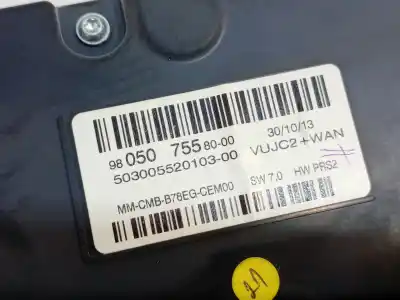 98 050 755 80-00
503005520103-00
30/10/13
VUJC2+WAN
MM-CMB-B76EG-CEM00
SW 7.0 HW PRS2